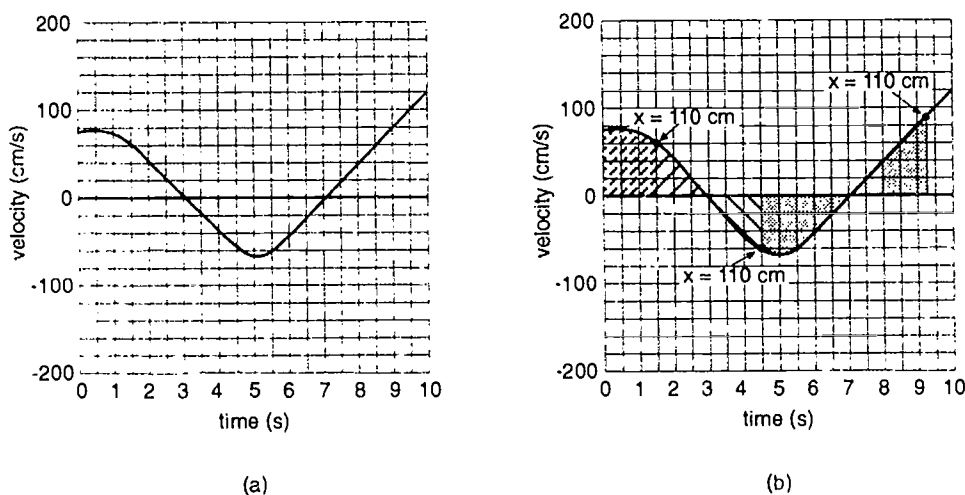 200
100
0
-100
-200
velocity (cm/s)
0 1 2 3 4 5 6 7 8 9 10
time (s)
(a)
200
100
0
-100
-200
velocity (cm/s)
x = 110 cm
x = 110 cm
x = 110 cm
0 1 2 3 4 5 6 7 8 9 10
time (s)
(b)